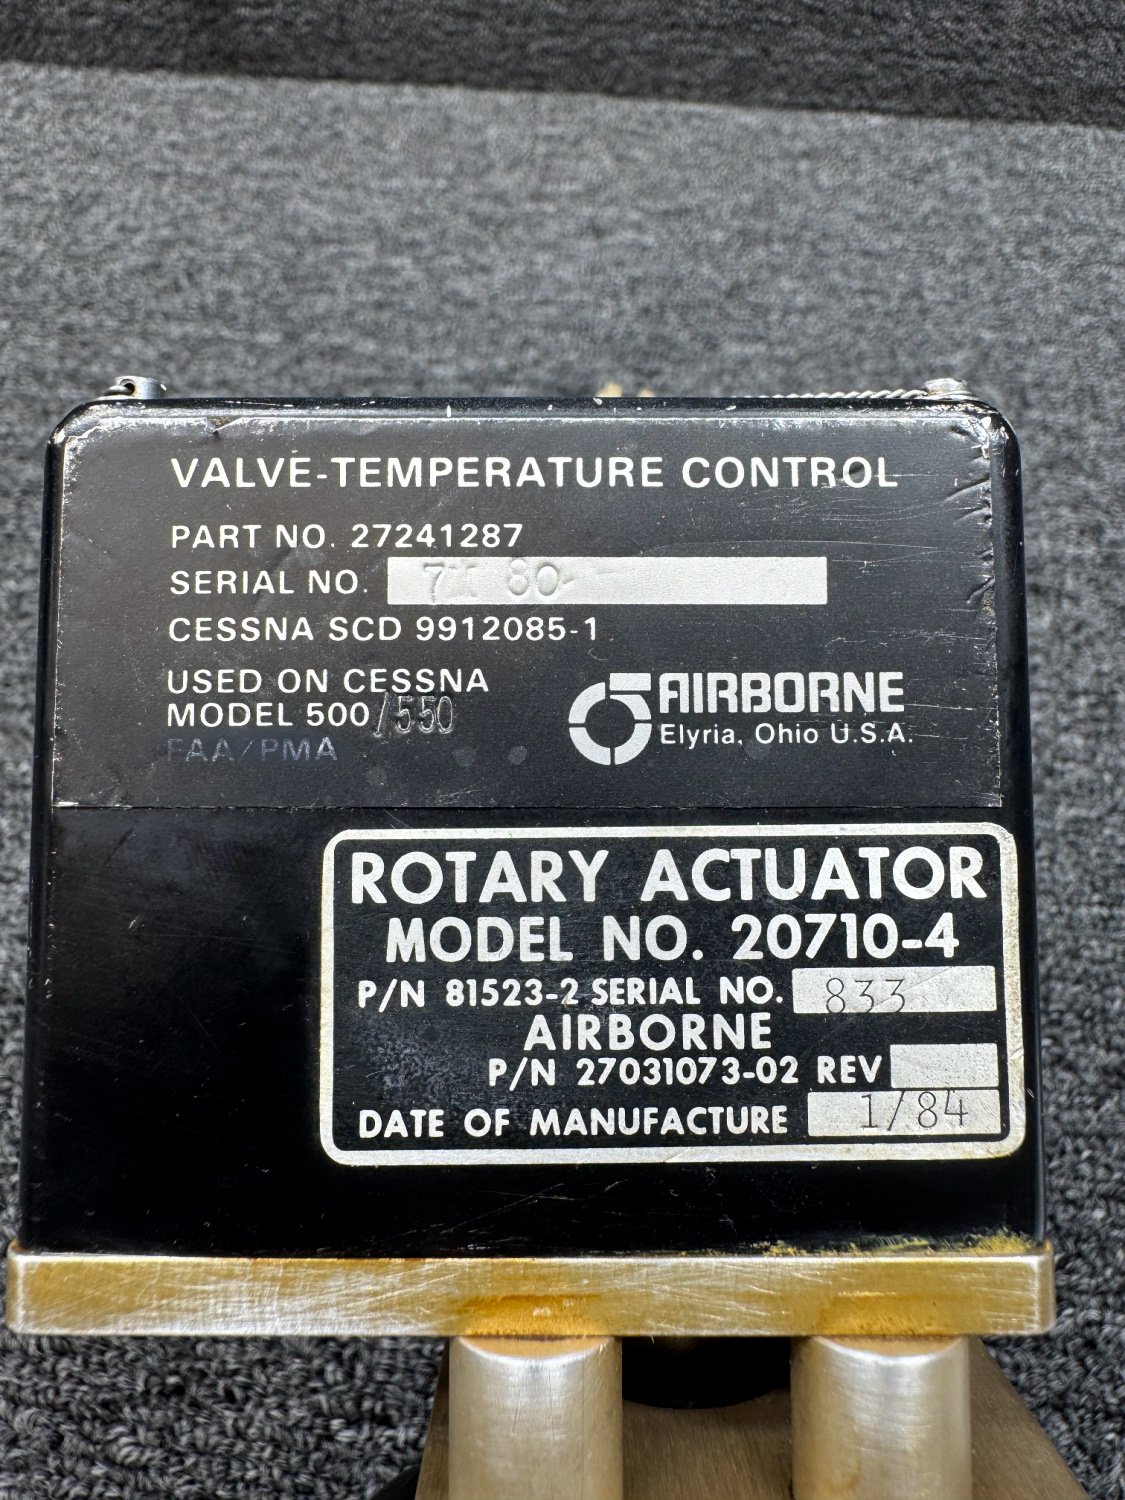 VALVE-TEMPERATURE CONTROL
PART NO. 27241287
SERIAL NO. 80
CESSNA SCD 9912085-1
USED ON CESSNA
MODEL 500/550
FAA/PMA
AIRBORNE
Elyria, Ohio U.S.A.
ROTARY ACTUATOR
MODEL NO. 20710-4
P/N 81523-2 SERIAL NO. 833
AIRBORNE
P/N 27031073-02 REV
DATE OF MANUFACTURE 1/84